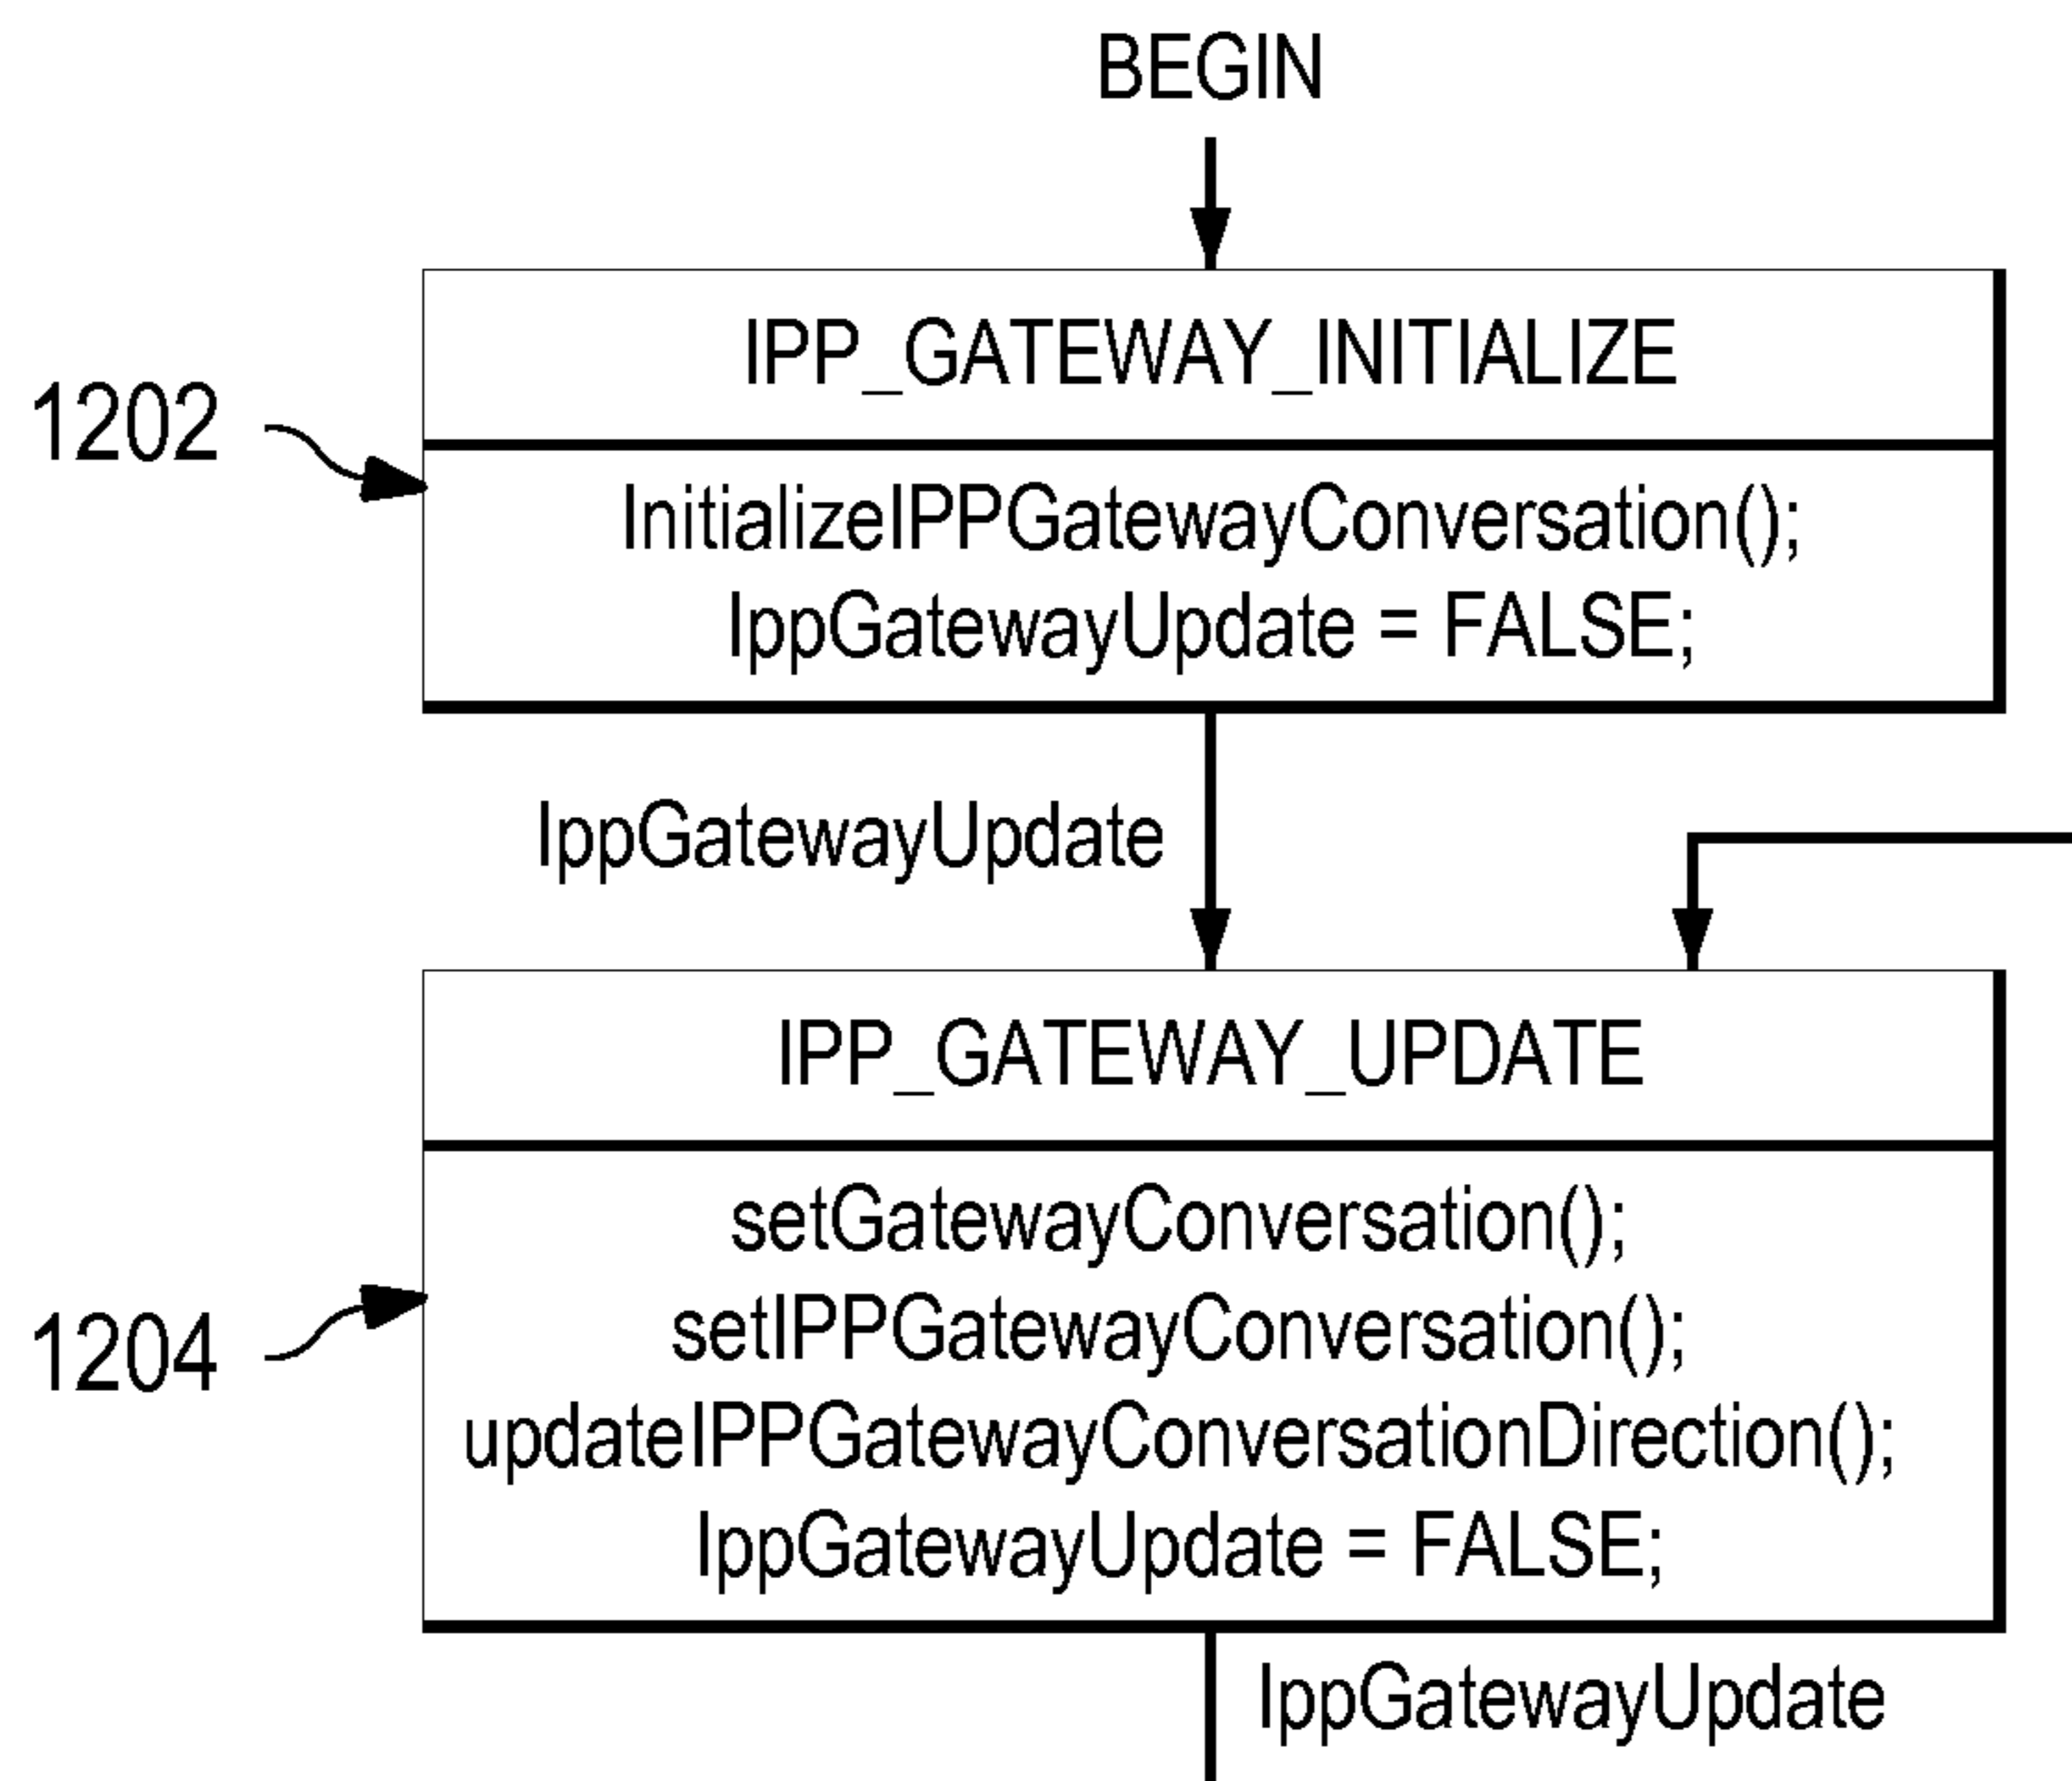 BEGIN
IPP_GATEWAY_INITIALIZE
1202
InitializeIPPGatewayConversation();
IppGatewayUpdate = FALSE;
IppGatewayUpdate
IPP_GATEWAY_UPDATE
setGatewayConversation();
setIPPGatewayConversation();
1204
updateIPPGatewayConversationDirection();
IppGatewayUpdate = FALSE;
IppGatewayUpdate